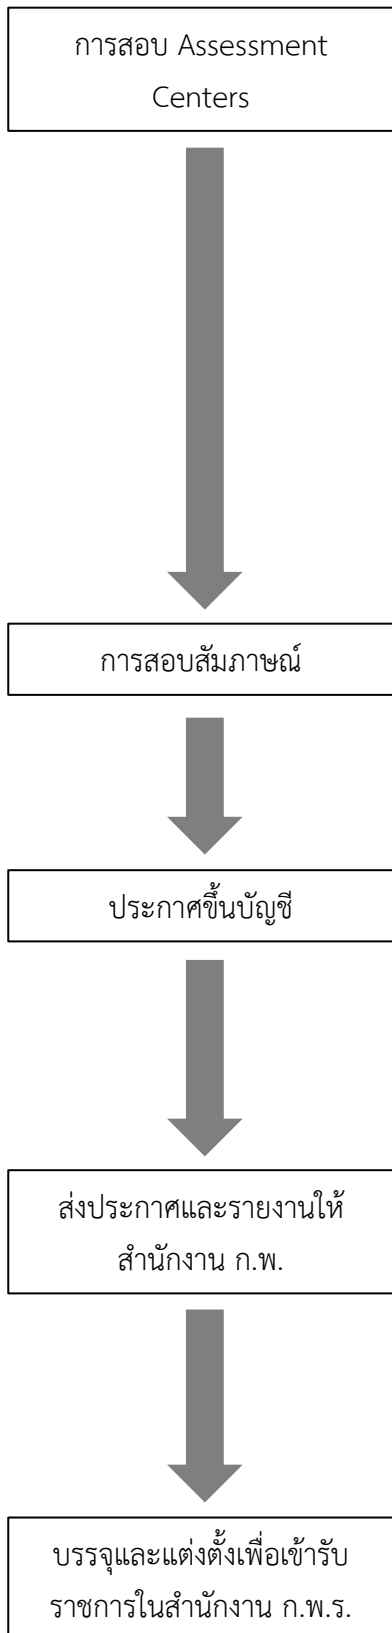 การสอบ Assessment
Centers
การสอบสัมภาษณ์
ประกาศขึ้นบัญชี
ส่งประกาศและรายงานให้
สำนักงาน ก.พ.
บรรจุและแต่งตั้งเพื่อเข้ารับ
ราชการในสำนักงาน ก.พ.ร.